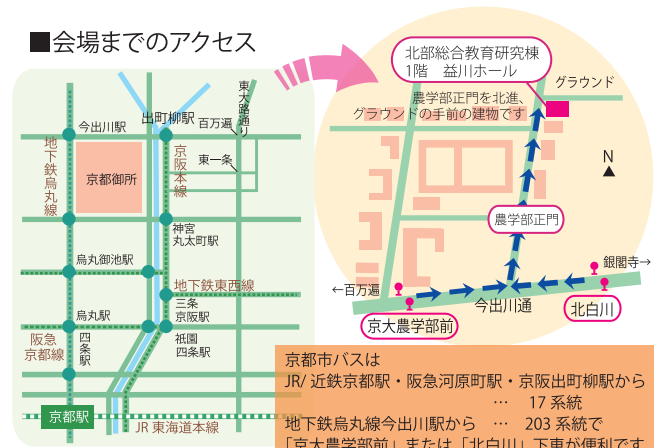 ■会場までのアクセス
今出川駅
地下鉄烏丸線
京都御所
出町柳駅
百万遍
東大路通り
京阪本線
東一条
神宮
丸太町駅
烏丸御池駅
地下鉄東西線
三条
京阪駅
烏丸駅
阪急
京都線
四条駅
祇園
四条駅
京都駅
JR 東海道本線
北部総合教育研究棟
1階 益川ホール
グラウンド
農学部正門を北進、
グラウンドの手前の建物です
N
農学部正門
銀閣寺→
←百万遍
今出川通
北白川
京大農学部前
京都市バスは
JR/ 近鉄京都駅・阪急河原町駅・京阪出町柳駅から
… 17 系統
地下鉄烏丸線今出川駅から … 203 系統で
「京大農学部前」または「北白川」下車が便利です